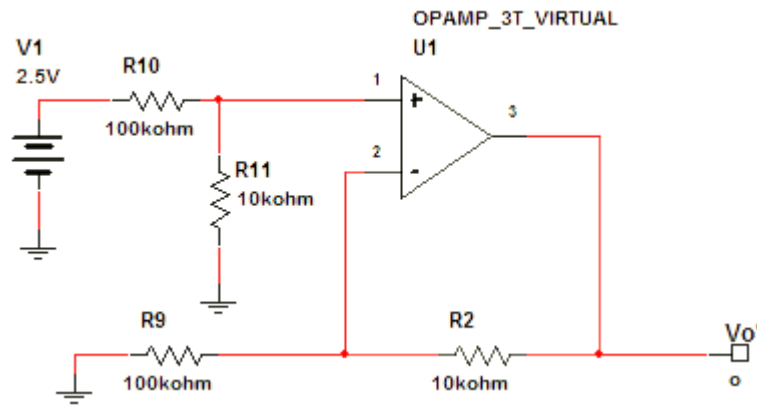 OPAMP_3T_VIRTUAL
V1
U1
2.5V
R10
1
+
100kohm
3
2
-
R11
10kohm
R9
R2
Vo'
100kohm
10kohm
o